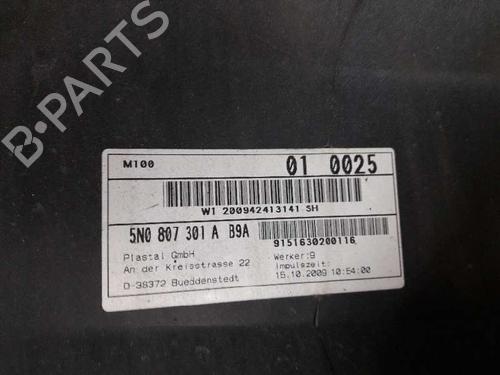 B-PARTS
M100
01 0025
W1 200942413141 SH
5N0 807 301 A B9A
9151630200116
Plastal GmbH
An der Kreisstrasse 22
D-38372 Bueddenstedt
Werker:9
Impulszeit:
15.10.2009 10:54:00